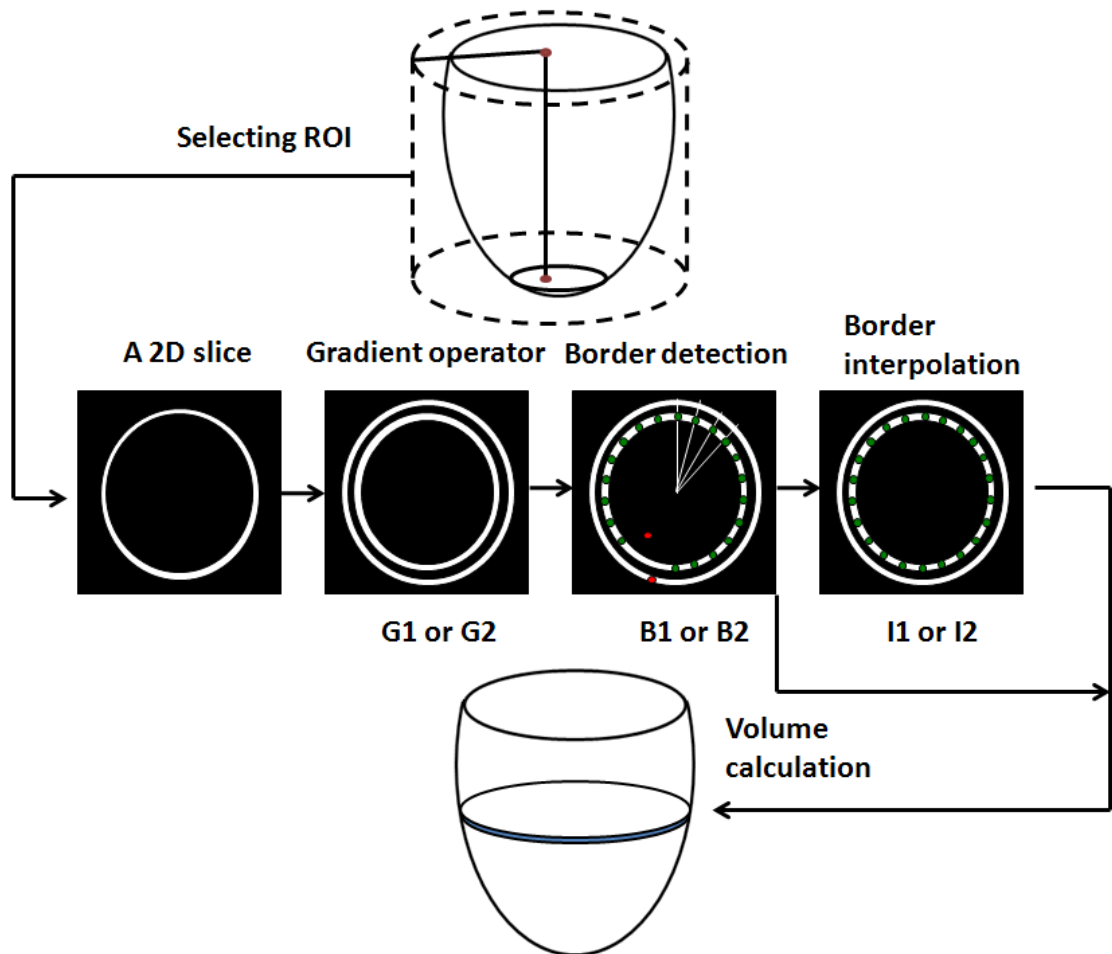 Selecting ROI
A 2D slice
Gradient operator
Border detection
Border
interpolation
G1 or G2
B1 or B2
I1 or I2
Volume
calculation